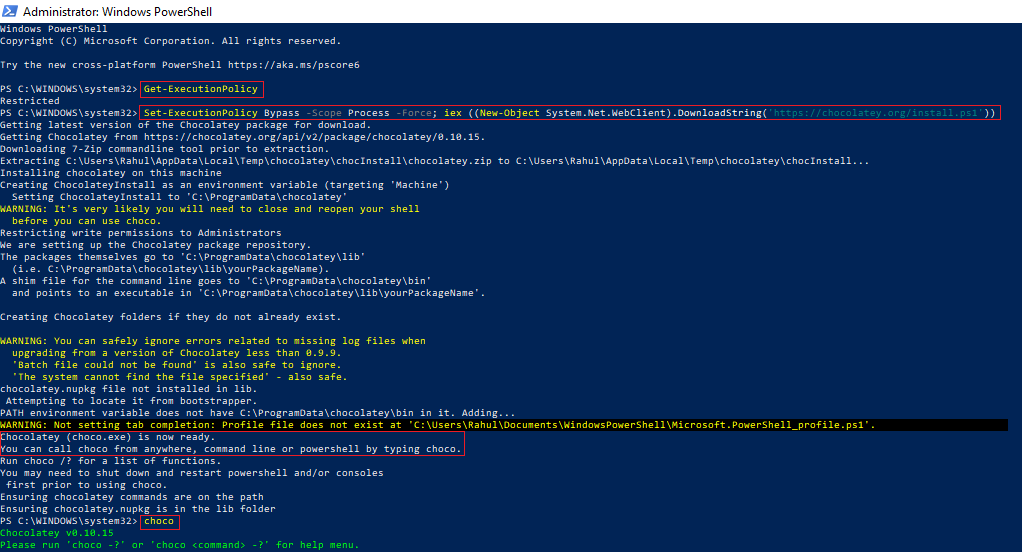 Administrator: Windows PowerShell
Windows PowerShell
Copyright (C) Microsoft Corporation. All rights reserved.
Try the new cross-platform PowerShell https://aka.ms/pscore6
PS C:\WINDOWS\system32> Get-ExecutionPolicy
Restricted
PS C:\WINDOWS\system32> Set-ExecutionPolicy Bypass -Scope Process -Force; iex ((New-Object System.Net.WebClient).DownloadString('https://chocolatey.org/install.ps1'))
Getting latest version of the Chocolatey package for download.
Getting Chocolatey from https://chocolatey.org/api/v2/package/chocolatey/0.10.15.
Downloading 7-Zip commandline tool prior to extraction.
Extracting C:\Users\Rahul\AppData\Local\Temp\chocolatey\chocInstall\chocolatey.zip to C:\Users\Rahul\AppData\Local\Temp\chocolatey\chocInstall...
Installing chocolatey on this machine
Creating ChocolateyInstall as an environment variable (targeting 'Machine')
  Setting ChocolateyInstall to 'C:\ProgramData\chocolatey'
WARNING: It's very likely you will need to close and reopen your shell
  before you can use choco.
Restricting write permissions to Administrators
We are setting up the Chocolatey package repository.
The packages themselves go to 'C:\ProgramData\chocolatey\lib'
  (i.e. C:\ProgramData\chocolatey\lib\yourPackageName).
A shim file for the command line goes to 'C:\ProgramData\chocolatey\bin'
  and points to an executable in 'C:\ProgramData\chocolatey\lib\yourPackageName'.
Creating Chocolatey folders if they do not already exist.
WARNING: You can safely ignore errors related to missing log files when
  upgrading from a version of Chocolatey less than 0.9.9.
  'Batch file could not be found' is also safe to ignore.
  'The system cannot find the file specified' - also safe.
chocolatey.nupkg file not installed in lib.
 Attempting to locate it from bootstrapper.
PATH environment variable does not have C:\ProgramData\chocolatey\bin in it. Adding...
WARNING: Not setting tab completion: Profile file does not exist at 'C:\Users\Rahul\Documents\WindowsPowerShell\Microsoft.PowerShell_profile.ps1'.
Chocolatey (choco.exe) is now ready.
You can call choco from anywhere, command line or powershell by typing choco.
Run choco /? for a list of functions.
You may need to shut down and restart powershell and/or consoles
 first prior to using choco.
Ensuring chocolatey commands are on the path
Ensuring chocolatey.nupkg is in the lib folder
PS C:\WINDOWS\system32> choco
Chocolatey v0.10.15
Please run 'choco -?' or 'choco <command> -?' for help menu.